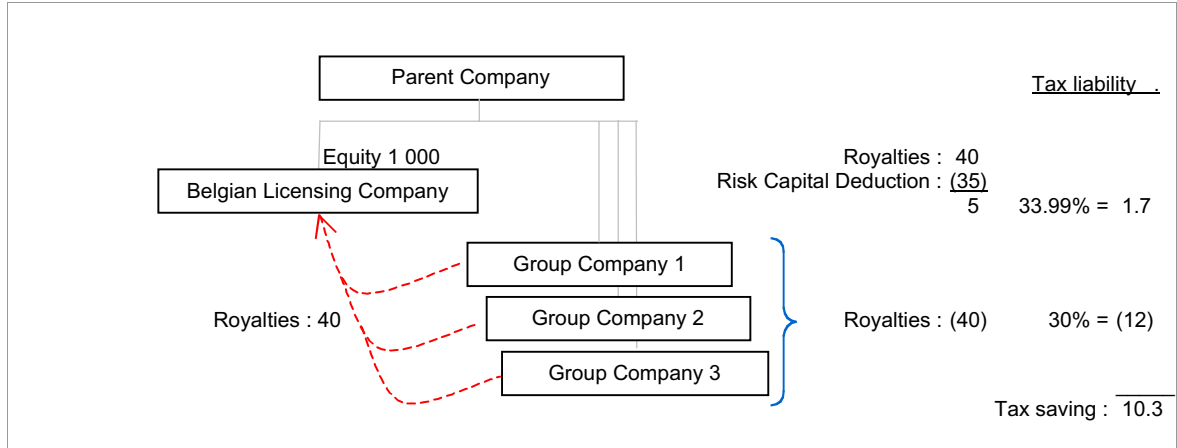 Parent Company
Tax liability .
Equity 1 000
Royalties : 40
Belgian Licensing Company
Risk Capital Deduction : (35)
5 33.99% = 1.7
Group Company 1
Royalties : 40
Group Company 2
Royalties : (40) 30% = (12)
Group Company 3
Tax saving : 10.3